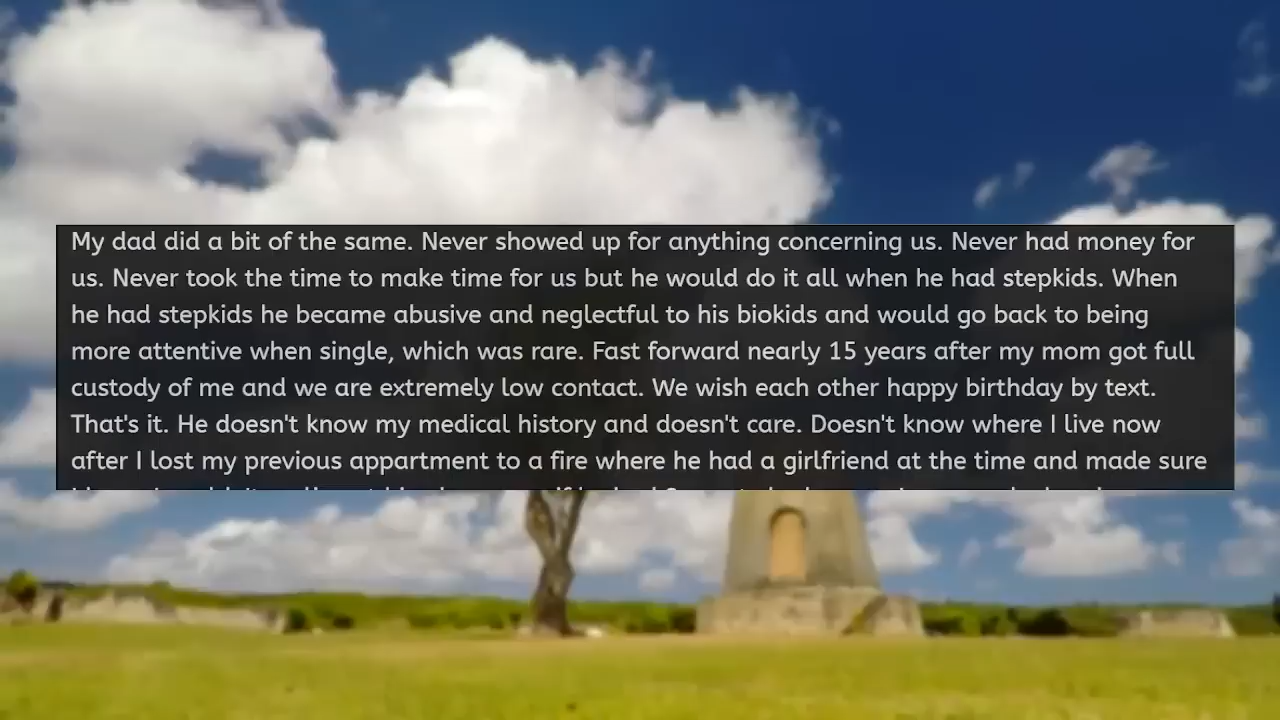 My dad did a bit of the same. Never showed up for anything concerning us. Never had money for
us. Never took the time to make time for us but he would do it all when he had stepkids. When
he had stepkids he became abusive and neglectful to his biokids and would go back to being
more attentive when single, which was rare. Fast forward nearly 15 years after my mom got full
custody of me and we are extremely low contact. We wish each other happy birthday by text.
That's it. He doesn't know my medical history and doesn't care. Doesn't know where I live now
after I lost my previous appartment to a fire where he had a girlfriend at the time and made sure